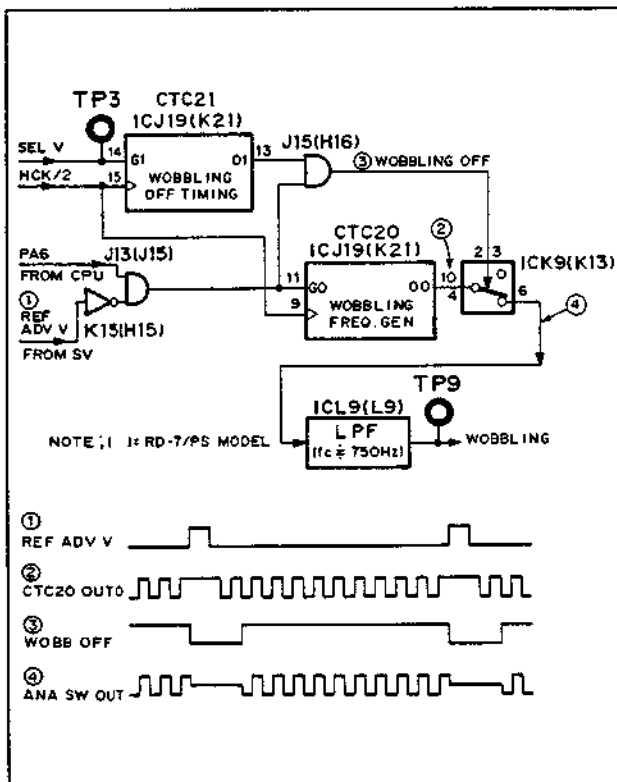 TP3
CTC21
ICJ19(K21)
J15(H16)
SEL V
14
G1
O1
13
③ WOBBLING OFF
HCK/2
15
WOBBLING
OFF TIMING
CTC20
ICJ19(K21)
②
2 3
ICK9(K13)
PA6
FROM CPU
J13(J15)
11
G0
O0
10
4
O
6
①
REF
ADV V
FROM SV
K15(H15)
9
WOBBLING
FREQ. GEN
④
TP9
ICL9(L9)
NOTE ; ( )= RD-7/PS MODEL
LPF
(fc ≑ 750Hz)
WOBBLING
①
REF ADV V
②
CTC20 OUT0
③
WOBB OFF
④
ANA SW OUT